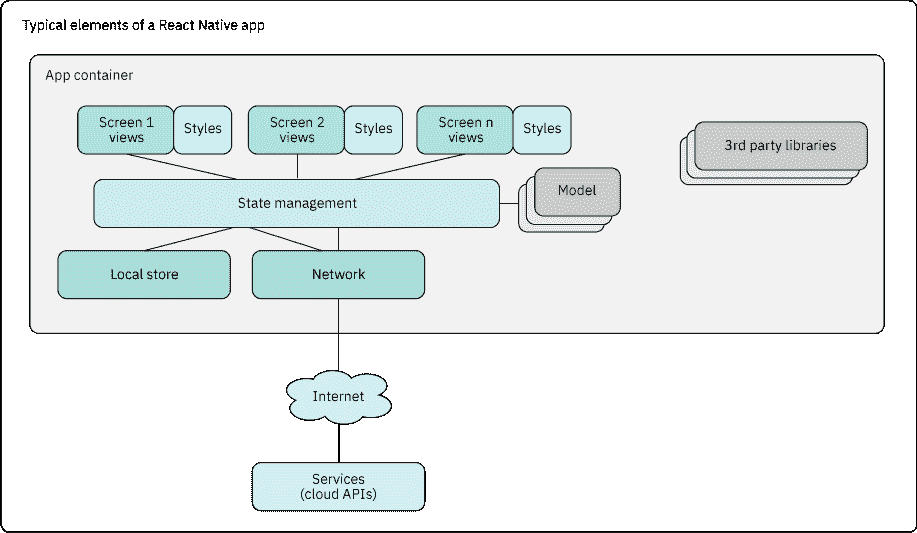 Typical elements of a React Native app
App container
Screen 1
views
Styles
Screen 2
views
Styles
Screen n
views
Styles
3rd party libraries
State management
Model
Local store
Network
Internet
Services
(cloud APIs)